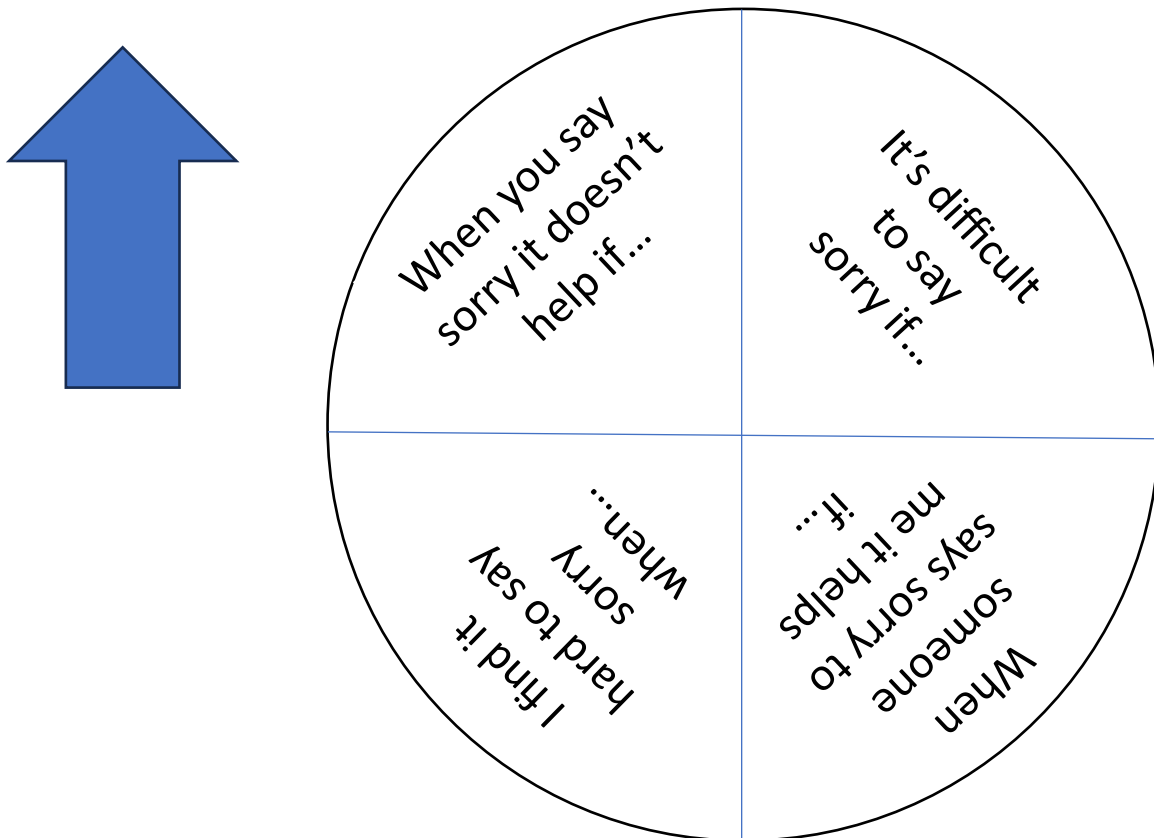 When you say
sorry it doesn’t
help if...
It’s difficult
to say
sorry if...
When
someone
says sorry to
me it helps
if...
I find it
hard to say
sorry
when...